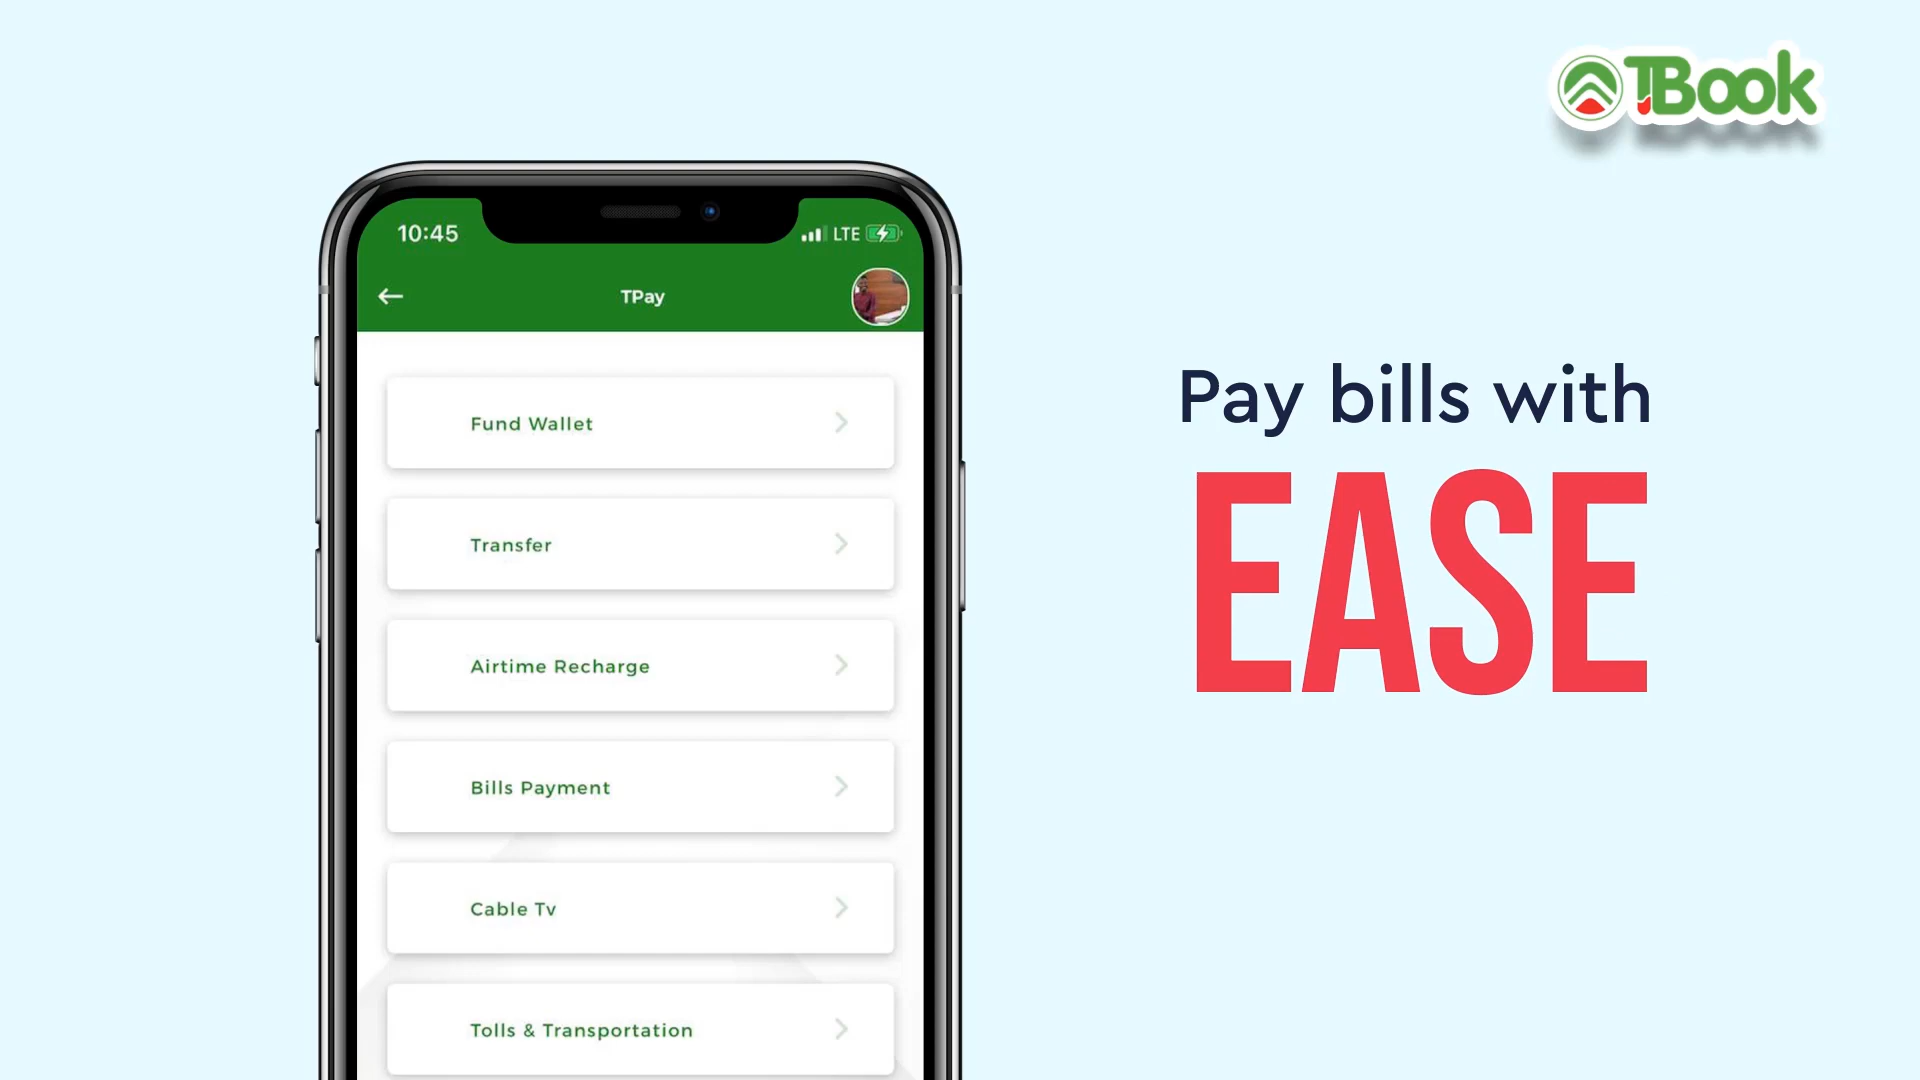 TBook
10:45
LTE
TPay
Fund Wallet
Transfer
Airtime Recharge
Bills Payment
Cable Tv
Tolls & Transportation
Pay bills with
EASE